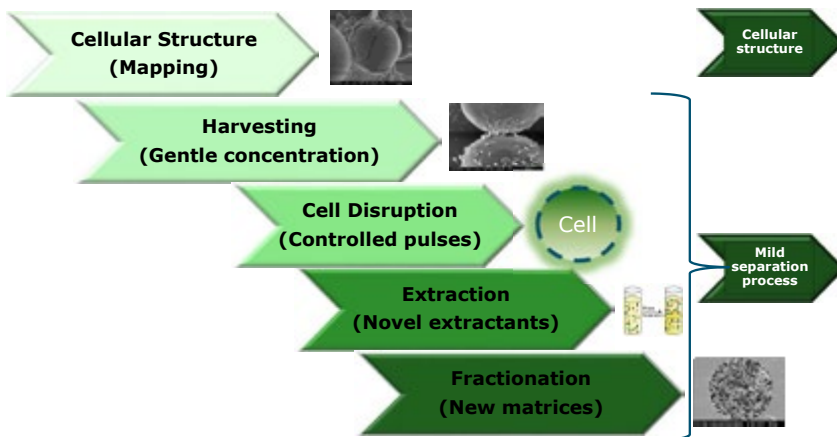 Cellular Structure
(Mapping)
Cellular
structure
Harvesting
(Gentle concentration)
Cell Disruption
(Controlled pulses)
Cell
Mild
separation
process
Extraction
(Novel extractants)
Fractionation
(New matrices)